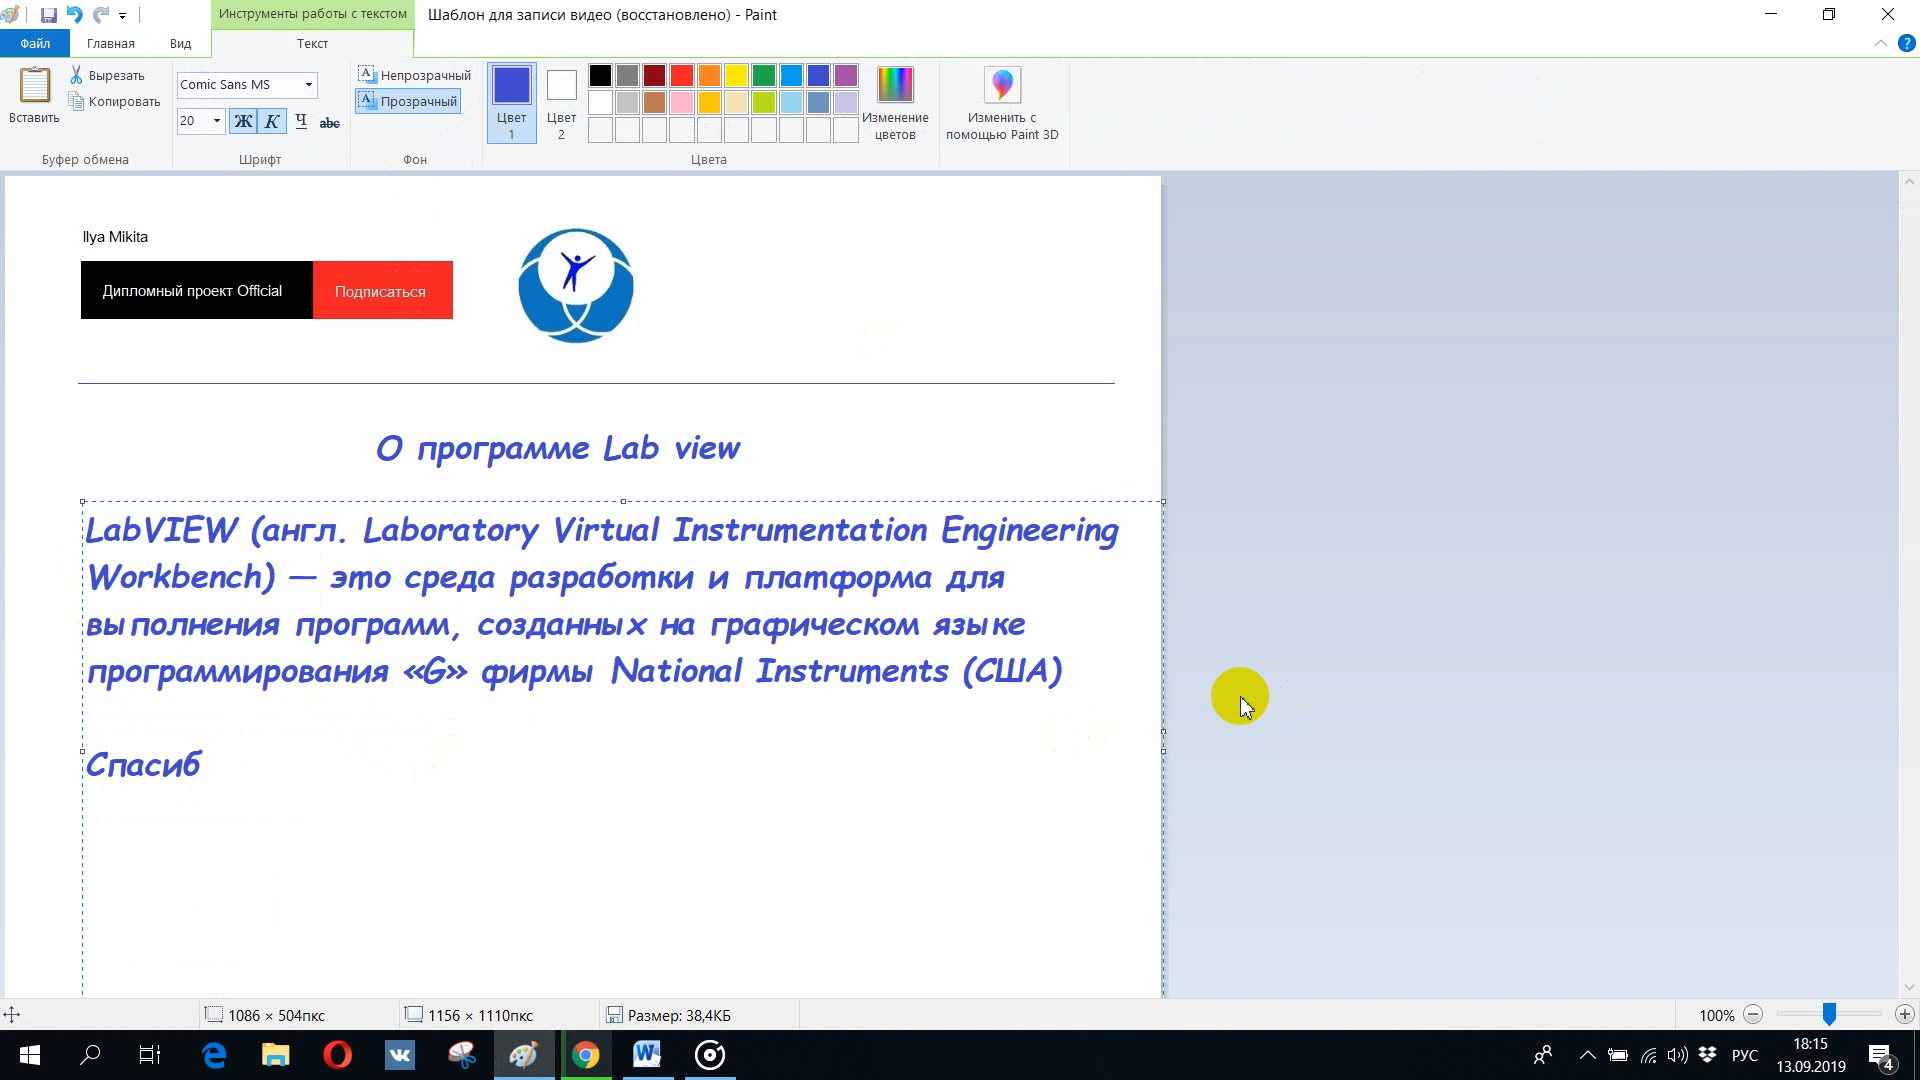 Инструменты работы с текстом
Шаблон для записи видео (восстановлено) - Paint
Файл
Главная
Вид
Текст
Вставить
Вырезать
Копировать
Буфер обмена
Comic Sans MS
20
Ж К Ч abc
Шрифт
Непрозрачный
Прозрачный
Фон
Цвет 1
Цвет 2
Цвета
Изменение цветов
Изменить с помощью Paint 3D
Ilya Mikita
Дипломный проект Official
Подписаться
О программе Lab view
LabVIEW (англ. Laboratory Virtual Instrumentation Engineering
Workbench) — это среда разработки и платформа для
выполнения программ, созданных на графическом языке
программирования «G» фирмы National Instruments (США)
Спасиб
1086 × 504пкс
1156 × 1110пкс
Размер: 38,4КБ
100%
РУС
18:15
13.09.2019
4